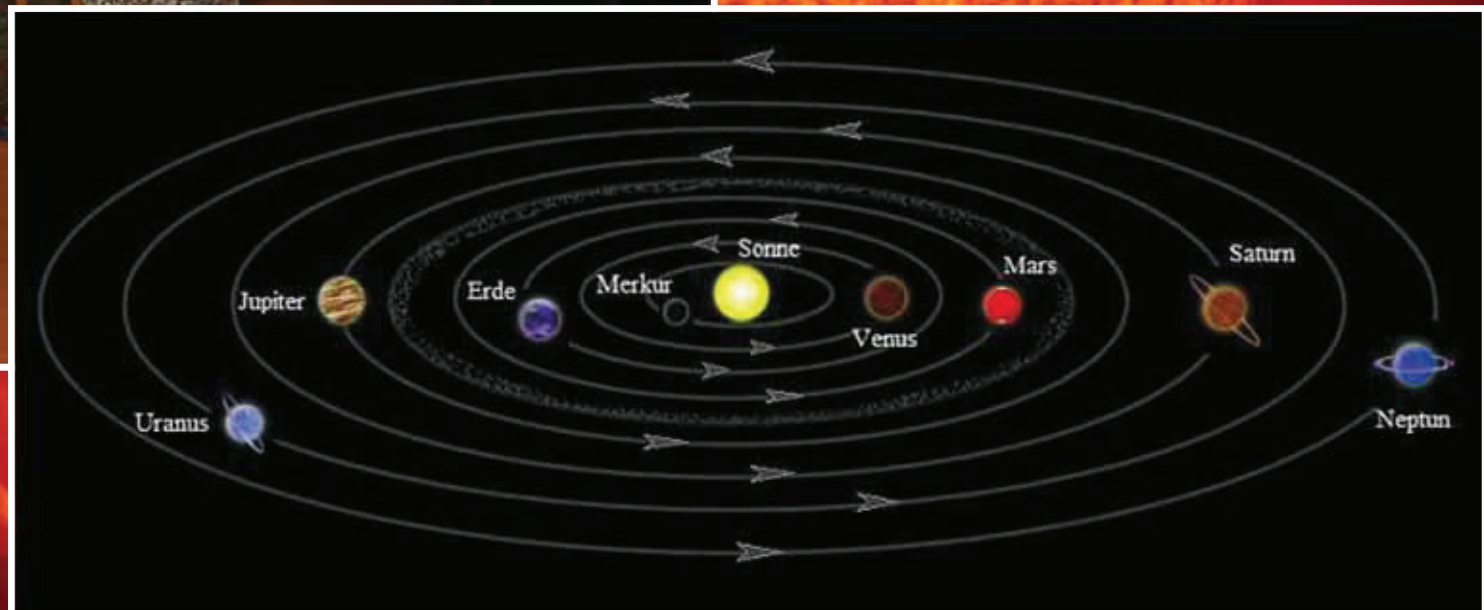 Sonne
Saturn
Mars
Merkur
Erde
Jupiter
Venus
Uranus
Neptun